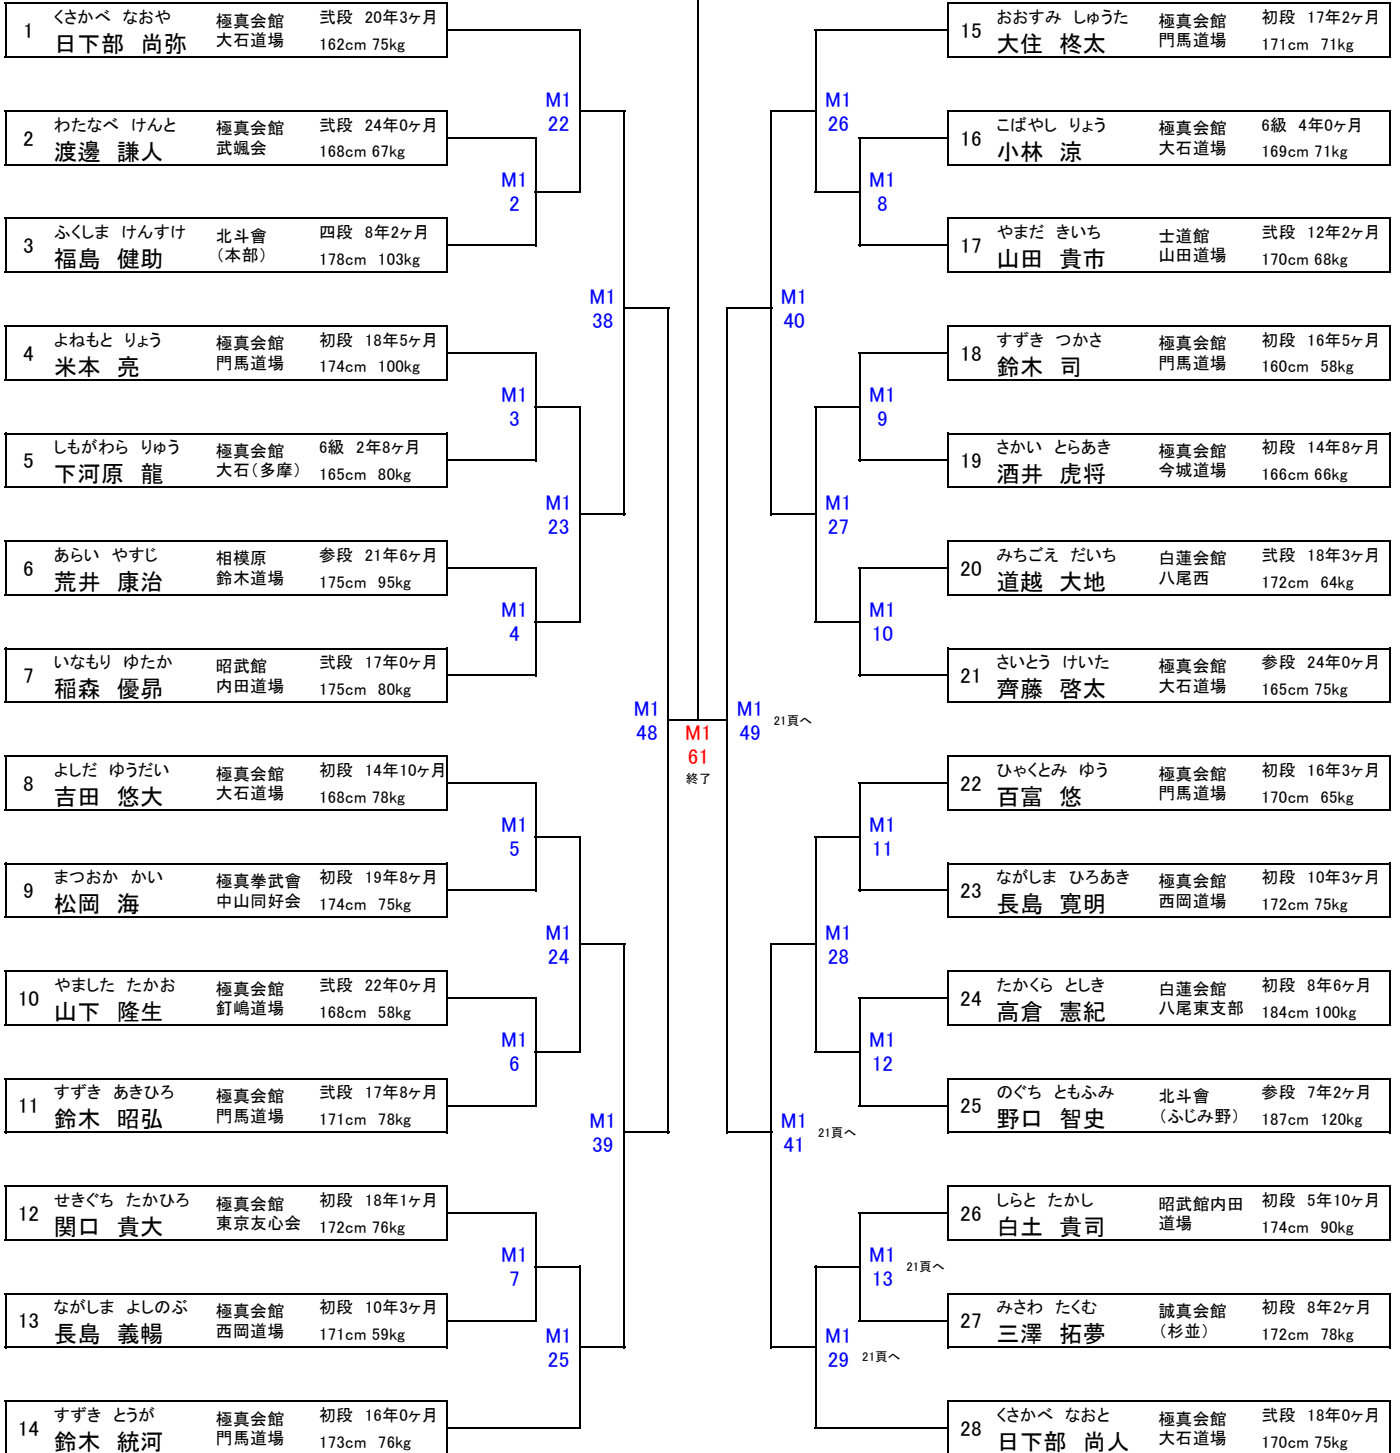 1
くさかべ なおや
日下部 尚弥
極真会館
大石道場
弐段 20年3ヶ月
162cm 75kg
2
わたなべ けんと
渡邊 謙人
極真会館
武颯会
弐段 24年0ヶ月
168cm 67kg
3
ふくしま けんすけ
福島 健助
北斗會
(本部)
四段 8年2ヶ月
178cm 103kg
4
よねもと りょう
米本 亮
極真会館
門馬道場
初段 18年5ヶ月
174cm 100kg
5
しもがわら りゅう
下河原 龍
極真会館
大石(多摩)
6級 2年8ヶ月
165cm 80kg
6
あらい やすじ
荒井 康治
相模原
鈴木道場
参段 21年6ヶ月
175cm 95kg
7
いなもり ゆたか
稲森 優昴
昭武館
内田道場
弐段 17年0ヶ月
175cm 80kg
8
よしだ ゆうだい
吉田 悠大
極真会館
大石道場
初段 14年10ヶ月
168cm 78kg
9
まつおか かい
松岡 海
極真拳武會
中山同好会
初段 19年8ヶ月
174cm 75kg
10
やました たかお
山下 隆生
極真会館
釘嶋道場
弐段 22年0ヶ月
168cm 58kg
11
すずき あきひろ
鈴木 昭弘
極真会館
門馬道場
弐段 17年8ヶ月
171cm 78kg
12
せきぐち たかひろ
関口 貴大
極真会館
東京友心会
初段 18年1ヶ月
172cm 76kg
13
ながしま よしのぶ
長島 義暢
極真会館
西岡道場
初段 10年3ヶ月
171cm 59kg
14
すずき とうが
鈴木 統河
極真会館
門馬道場
初段 16年0ヶ月
173cm 76kg
M1
2
M1
3
M1
4
M1
5
M1
6
M1
7
M1
22
M1
23
M1
24
M1
25
M1
38
M1
39
M1
48
M1
61
終了
M1
49
21頁へ
M1
40
M1
41
21頁へ
M1
26
M1
27
M1
28
M1
29
21頁へ
M1
8
M1
9
M1
10
M1
11
M1
12
M1
13
21頁へ
15
おおすみ しゅうた
大住 柊太
極真会館
門馬道場
初段 17年2ヶ月
171cm 71kg
16
こばやし りょう
小林 涼
極真会館
大石道場
6級 4年0ヶ月
169cm 71kg
17
やまだ きいち
山田 貴市
士道館
山田道場
弐段 12年2ヶ月
170cm 68kg
18
すずき つかさ
鈴木 司
極真会館
門馬道場
初段 16年5ヶ月
160cm 58kg
19
さかい とらあき
酒井 虎将
極真会館
今城道場
初段 14年8ヶ月
166cm 66kg
20
みちごえ だいち
道越 大地
白蓮会館
八尾西
弐段 18年3ヶ月
172cm 64kg
21
さいとう けいた
齊藤 啓太
極真会館
大石道場
参段 24年0ヶ月
165cm 75kg
22
ひゃくとみ ゆう
百富 悠
極真会館
門馬道場
初段 16年3ヶ月
170cm 65kg
23
ながしま ひろあき
長島 寛明
極真会館
西岡道場
初段 10年3ヶ月
172cm 75kg
24
たかくら としき
高倉 憲紀
白蓮会館
八尾東支部
初段 8年6ヶ月
184cm 100kg
25
のぐち ともふみ
野口 智史
北斗會
(ふじみ野)
参段 7年2ヶ月
187cm 120kg
26
しらと たかし
白土 貴司
昭武館内田
道場
初段 5年10ヶ月
174cm 90kg
27
みさわ たくむ
三澤 拓夢
誠真会館
(杉並)
初段 8年2ヶ月
172cm 78kg
28
くさかべ なおと
日下部 尚人
極真会館
大石道場
弐段 18年0ヶ月
170cm 75kg